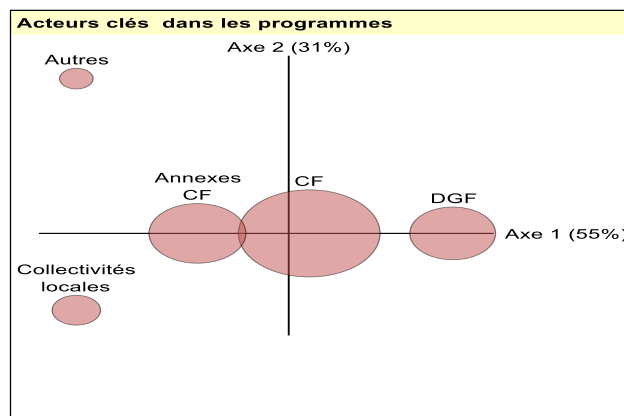 Acteurs clés dans les programmes
Axe 2 (31%)
Autres
Annexes
CF
CF
DGF
Axe 1 (55%)
Collectivités
locales